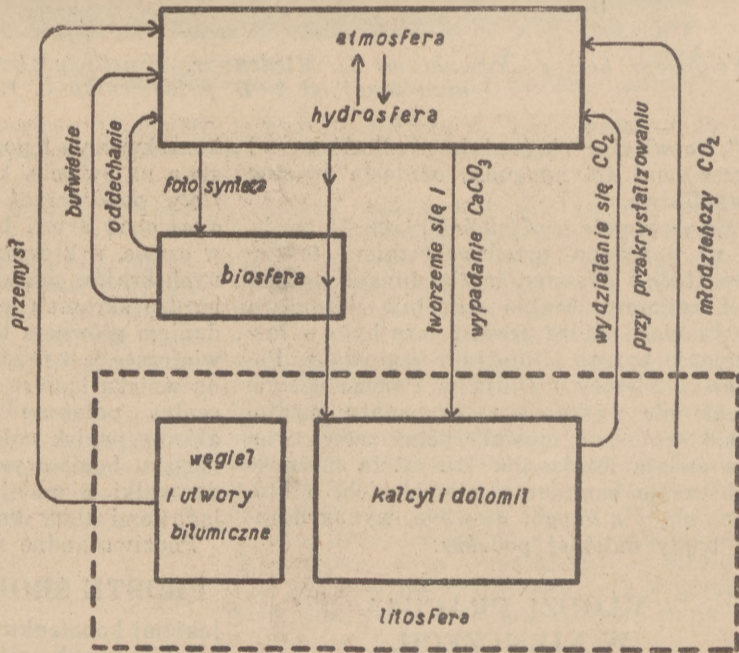 atmosfera
hydrosfera
przemysł
butwienie
oddechanie
fotosynteza
biosfera
tworzenie się i
wypadanie CaCO3
wydzielanie się CO2
przy przekrystalizowaniu
młodzieńczy CO2
węgiel
i utwory
bitumiczne
kalcyt i dolomit
litosfera